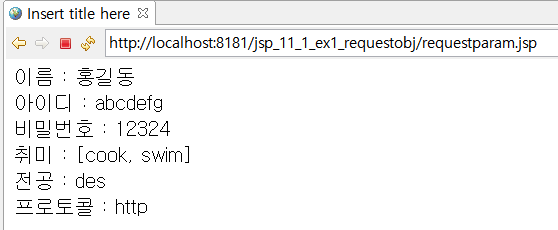 Insert title here
http://localhost:8181/jsp_11_1_ex1_requestobj/requestparam.jsp
이름 : 홍길동
아이디 : abcdefg
비밀번호 : 12324
취미 : [cook, swim]
전공 : des
프로토콜 : http